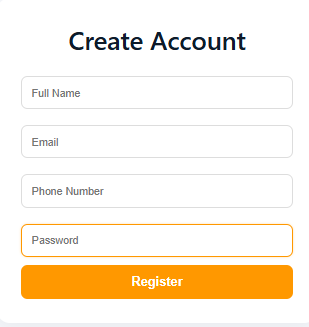 Create Account
Full Name
Email
Phone Number
Password
Register